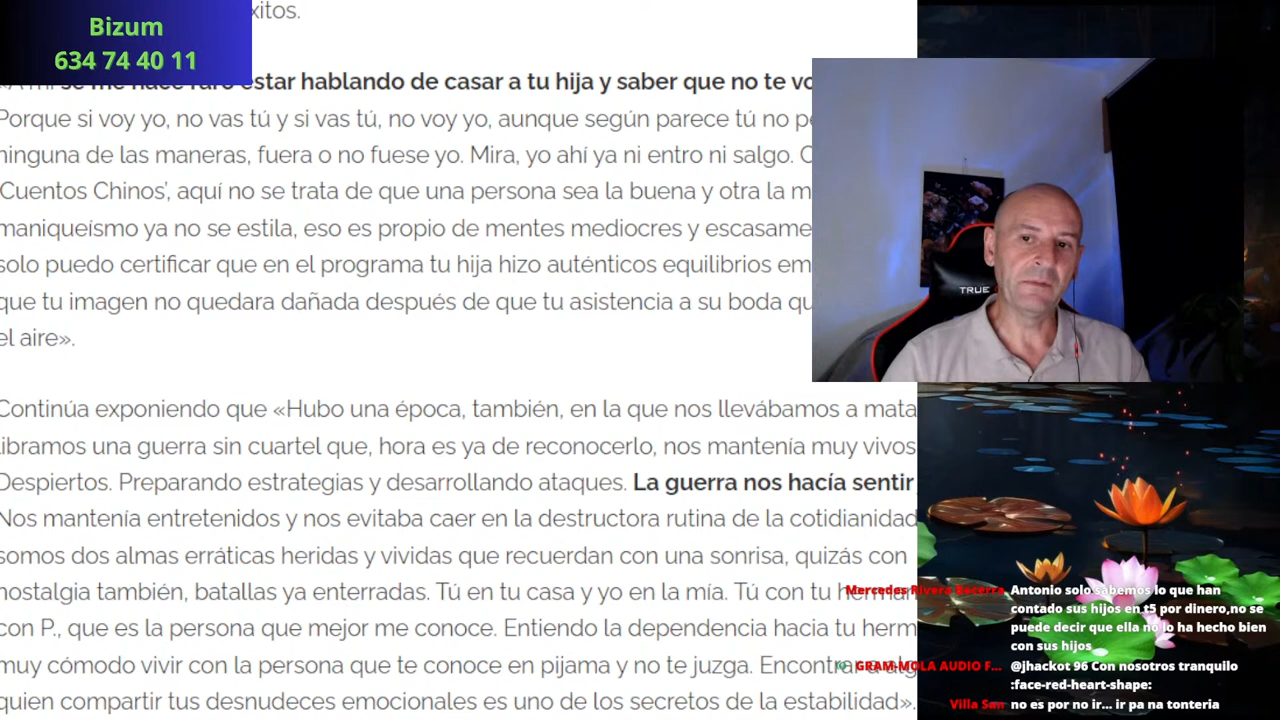 Bizum
634 74 40 11
xitos.
estar hablando de casar a tu hija y saber que no te vo
Porque si voy yo, no vas tú y si vas tú, no voy yo, aunque según parece tú no p
ninguna de las maneras, fuera o no fuese yo. Mira, yo ahí ya ni entro ni salgo. C
'Cuentos Chinos', aquí no se trata de que una persona sea la buena y otra la m
maniqueísmo ya no se estila, eso es propio de mentes mediocres y escasame
solo puedo certificar que en el programa tu hija hizo auténticos equilibrios em
que tu imagen no quedara dañada después de que tu asistencia a su boda qu
el aire».
Continúa exponiendo que «Hubo una época, también, en la que nos llevábamos a mata
libramos una guerra sin cuartel que, hora es ya de reconocerlo, nos mantenía muy vivos
Despiertos. Preparando estrategias y desarrollando ataques. La guerra nos hacía sentir
Nos mantenía entretenidos y nos evitaba caer en la destructora rutina de la cotidianidad
somos dos almas erráticas heridas y vividas que recuerdan con una sonrisa, quizás con
nostalgia también, batallas ya enterradas. Tú en tu casa y yo en la mía. Tú con tu herman
con P., que es la persona que mejor me conoce. Entiendo la dependencia hacia tu herm
muy cómodo vivir con la persona que te conoce en pijama y no te juzga. Encontrar a alg
quien compartir tus desnudeces emocionales es uno de los secretos de la estabilidad».
TRUE
Mercedes Rivera Becerra Antonio solo sabemos lo que han
contado sus hijos en t5 por dinero,no se
puede decir que ella no lo ha hecho bien
con sus hijos
GRAM-MOLA AUDIO F... @jhackot 96 Con nosotros tranquilo
:face-red-heart-shape:
Villa San no es por no ir... ir pa na tonteria